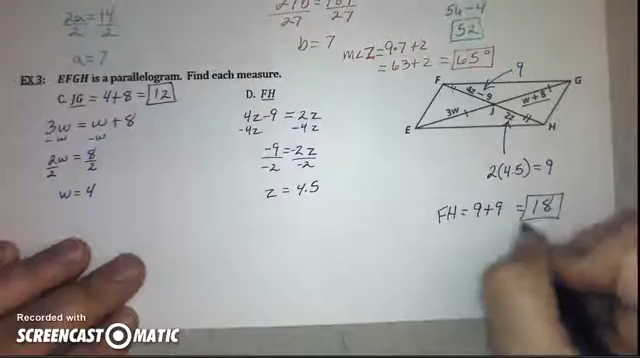 2a = 14
2 2
a = 7
27b = 189
27 27
b = 7
54-4
52
m∠Z = 9·7+2
= 63+2 = 65°
EX 3: EFGH is a parallelogram. Find each measure.
C. JG = 4+8 = 12
3w = w + 8
-w -w
2w = 8
2 2
w = 4
D. FH
4z-9 = 2z
-4z -4z
-9 = -2z
-2 -2
z = 4.5
9
F
G
4z - 9
w + 8
J
3w
2z
E
H
2(4.5) = 9
FH = 9+9 = 18
Recorded with
SCREENCAST O MATIC